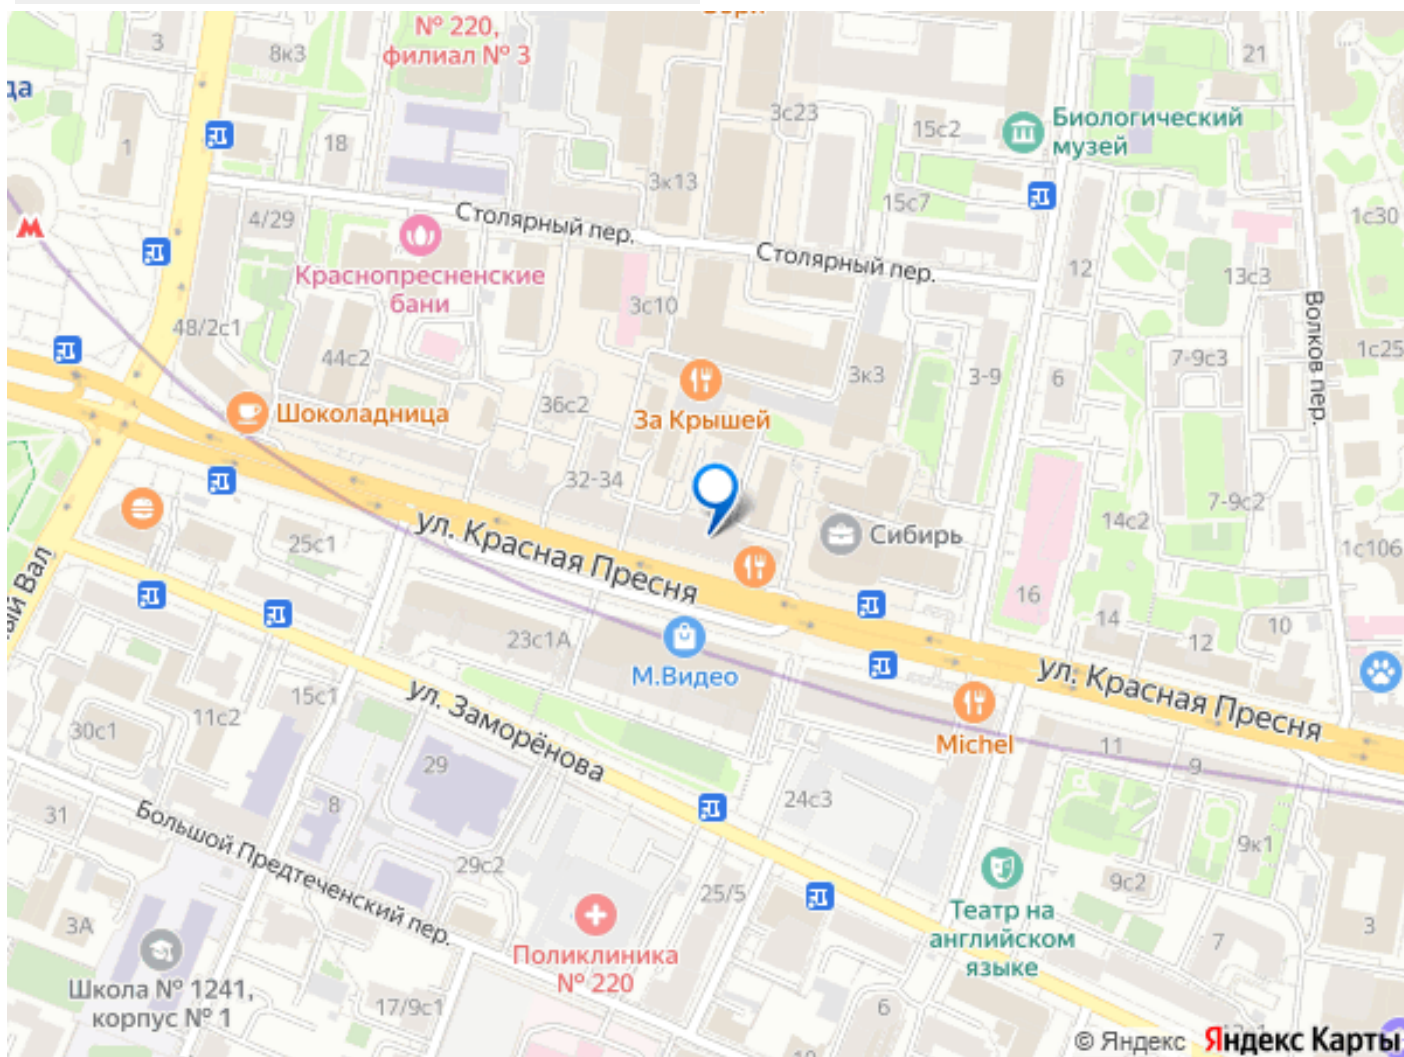 № 220,
филиал № 3
3
8к3
21
да
1
18
3с23
15с2
Биологический
музей
3к13
15с7
1с30
4/29
Столярный пер.
Столярный пер.
12
13с3
Краснопресненские
бани
3с10
Волков пер.
48/2с1
44с2
3к3
3-9
6
7-9с3
1с25
Шоколадница
36с2
За Крышей
32-34
7-9с2
14с2
25с1
ул. Красная Пресня
Сибирь
1с106
ый Вал
16
14
12
10
23с1А
М.Видео
ул. Красная Пресня
15с1
11с2
30с1
ул. Заморёнова
Michel
11
9
29
8
31
24с3
Большой Предтеченский пер.
29с2
9к1
9с2
25/5
3А
Театр на
английском
языке
7
3
Поликлиника
№ 220
Школа № 1241,
корпус № 1
17/9с1
6
© Яндекс Яндекс Карты